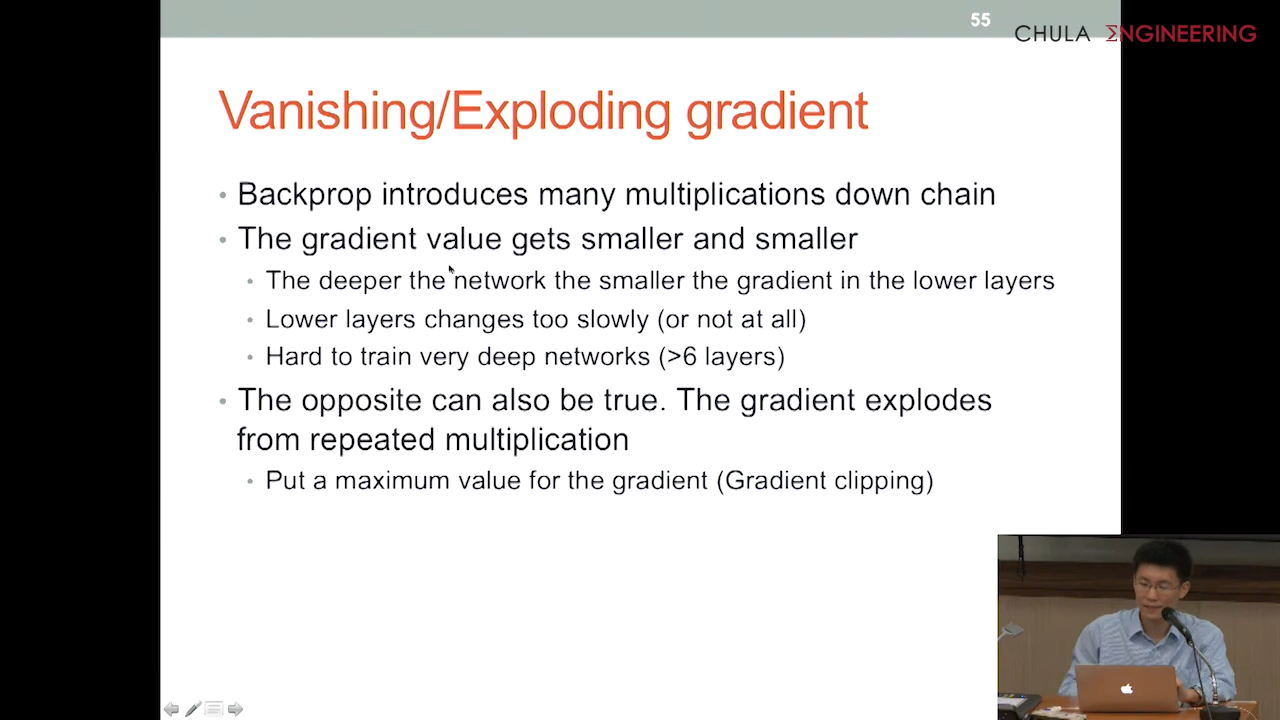 55
CHULA ΣNGINEERING
Vanishing/Exploding gradient
• Backprop introduces many multiplications down chain
• The gradient value gets smaller and smaller
• The deeper the network the smaller the gradient in the lower layers
• Lower layers changes too slowly (or not at all)
• Hard to train very deep networks (>6 layers)
• The opposite can also be true. The gradient explodes
from repeated multiplication
• Put a maximum value for the gradient (Gradient clipping)